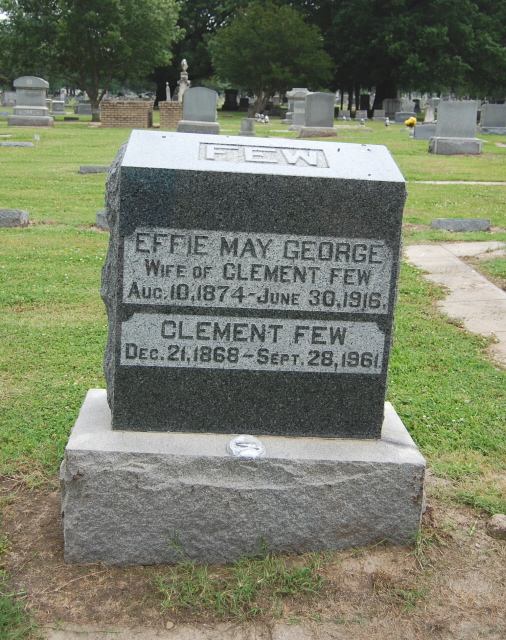 FEW
EFFIE MAY GEORGE
WIFE OF CLEMENT FEW
AUG. 10, 1874 – JUNE 30, 1916.
CLEMENT FEW
DEC. 21, 1868 – SEPT. 28, 1961